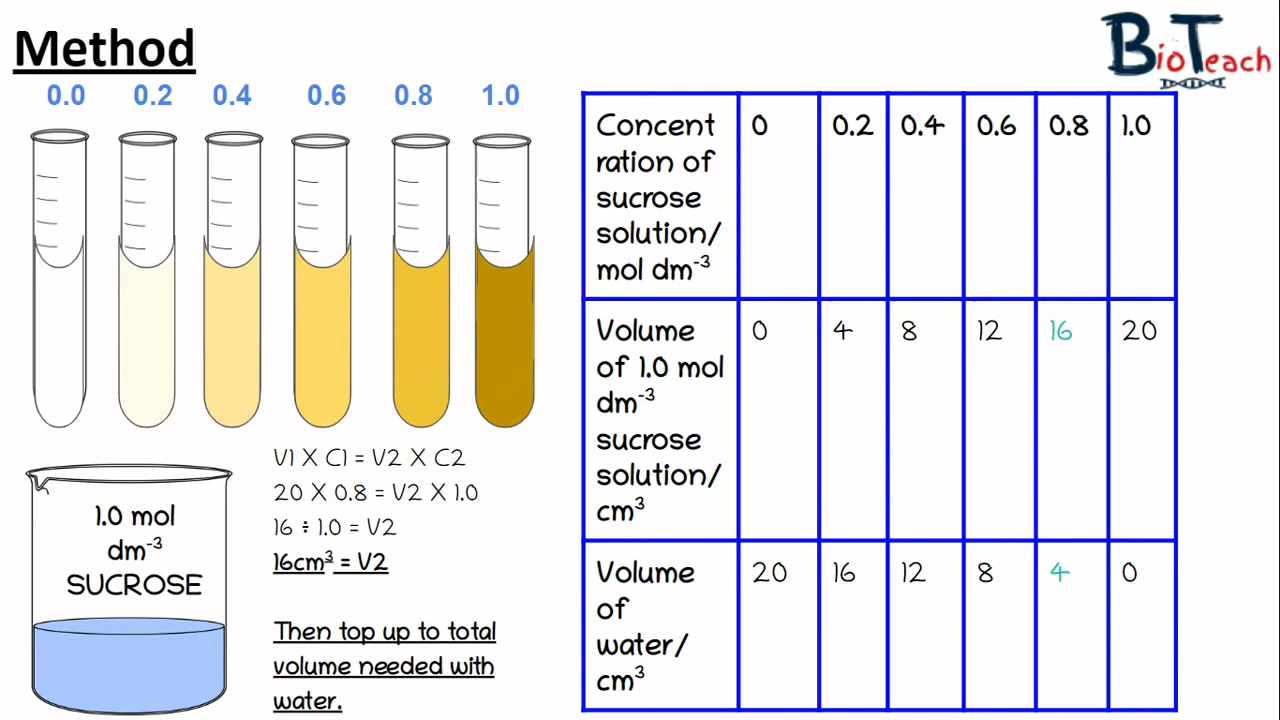 Method
BioTeach
0.0 0.2 0.4 0.6 0.8 1.0
1.0 mol
dm⁻³
SUCROSE
V1 X C1 = V2 X C2
20 X 0.8 = V2 X 1.0
16 ÷ 1.0 = V2
16cm³ = V2
Then top up to total
volume needed with
water.
Concent
ration of
sucrose
solution/
mol dm⁻³
0 0.2 0.4 0.6 0.8 1.0
Volume
of 1.0 mol
dm⁻³
sucrose
solution/
cm³
0 4 8 12 16 20
Volume
of
water/
cm³
20 16 12 8 4 0